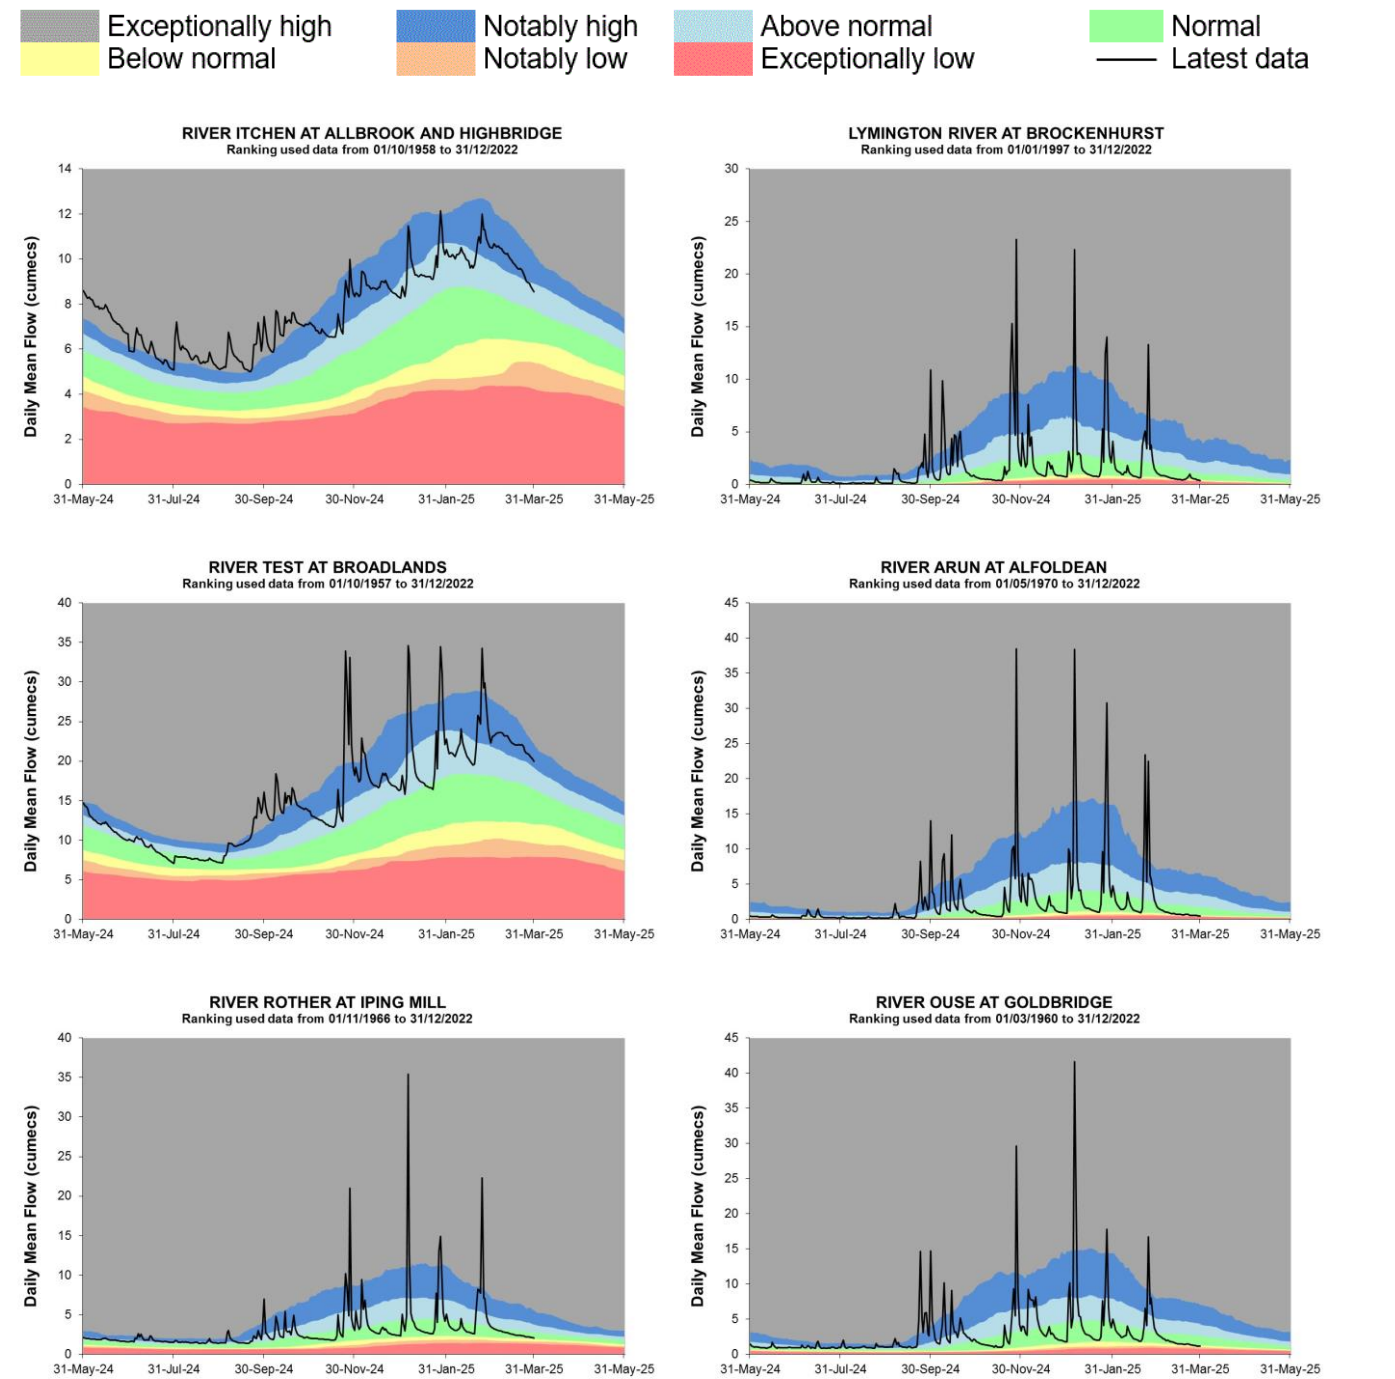 Exceptionally high Notably high Above normal Normal
Below normal Notably low Exceptionally low Latest data
RIVER ITCHEN AT ALLBROOK AND HIGHBRIDGE
Ranking used data from 01/10/1958 to 31/12/2022
Daily Mean Flow (cumecs)
14
12
10
8
6
4
2
0
31-May-24 31-Jul-24 30-Sep-24 30-Nov-24 31-Jan-25 31-Mar-25 31-May-25
LYMINGTON RIVER AT BROCKENHURST
Ranking used data from 01/01/1997 to 31/12/2022
Daily Mean Flow (cumecs)
30
25
20
15
10
5
0
31-May-24 31-Jul-24 30-Sep-24 30-Nov-24 31-Jan-25 31-Mar-25 31-May-25
RIVER TEST AT BROADLANDS
Ranking used data from 01/10/1957 to 31/12/2022
Daily Mean Flow (cumecs)
40
35
30
25
20
15
10
5
0
31-May-24 31-Jul-24 30-Sep-24 30-Nov-24 31-Jan-25 31-Mar-25 31-May-25
RIVER ARUN AT ALFOLDEAN
Ranking used data from 01/05/1970 to 31/12/2022
Daily Mean Flow (cumecs)
45
40
35
30
25
20
15
10
5
0
31-May-24 31-Jul-24 30-Sep-24 30-Nov-24 31-Jan-25 31-Mar-25 31-May-25
RIVER ROTHER AT IPING MILL
Ranking used data from 01/11/1966 to 31/12/2022
Daily Mean Flow (cumecs)
40
35
30
25
20
15
10
5
0
31-May-24 31-Jul-24 30-Sep-24 30-Nov-24 31-Jan-25 31-Mar-25 31-May-25
RIVER OUSE AT GOLDBRIDGE
Ranking used data from 01/03/1960 to 31/12/2022
Daily Mean Flow (cumecs)
45
40
35
30
25
20
15
10
5
0
31-May-24 31-Jul-24 30-Sep-24 30-Nov-24 31-Jan-25 31-Mar-25 31-May-25